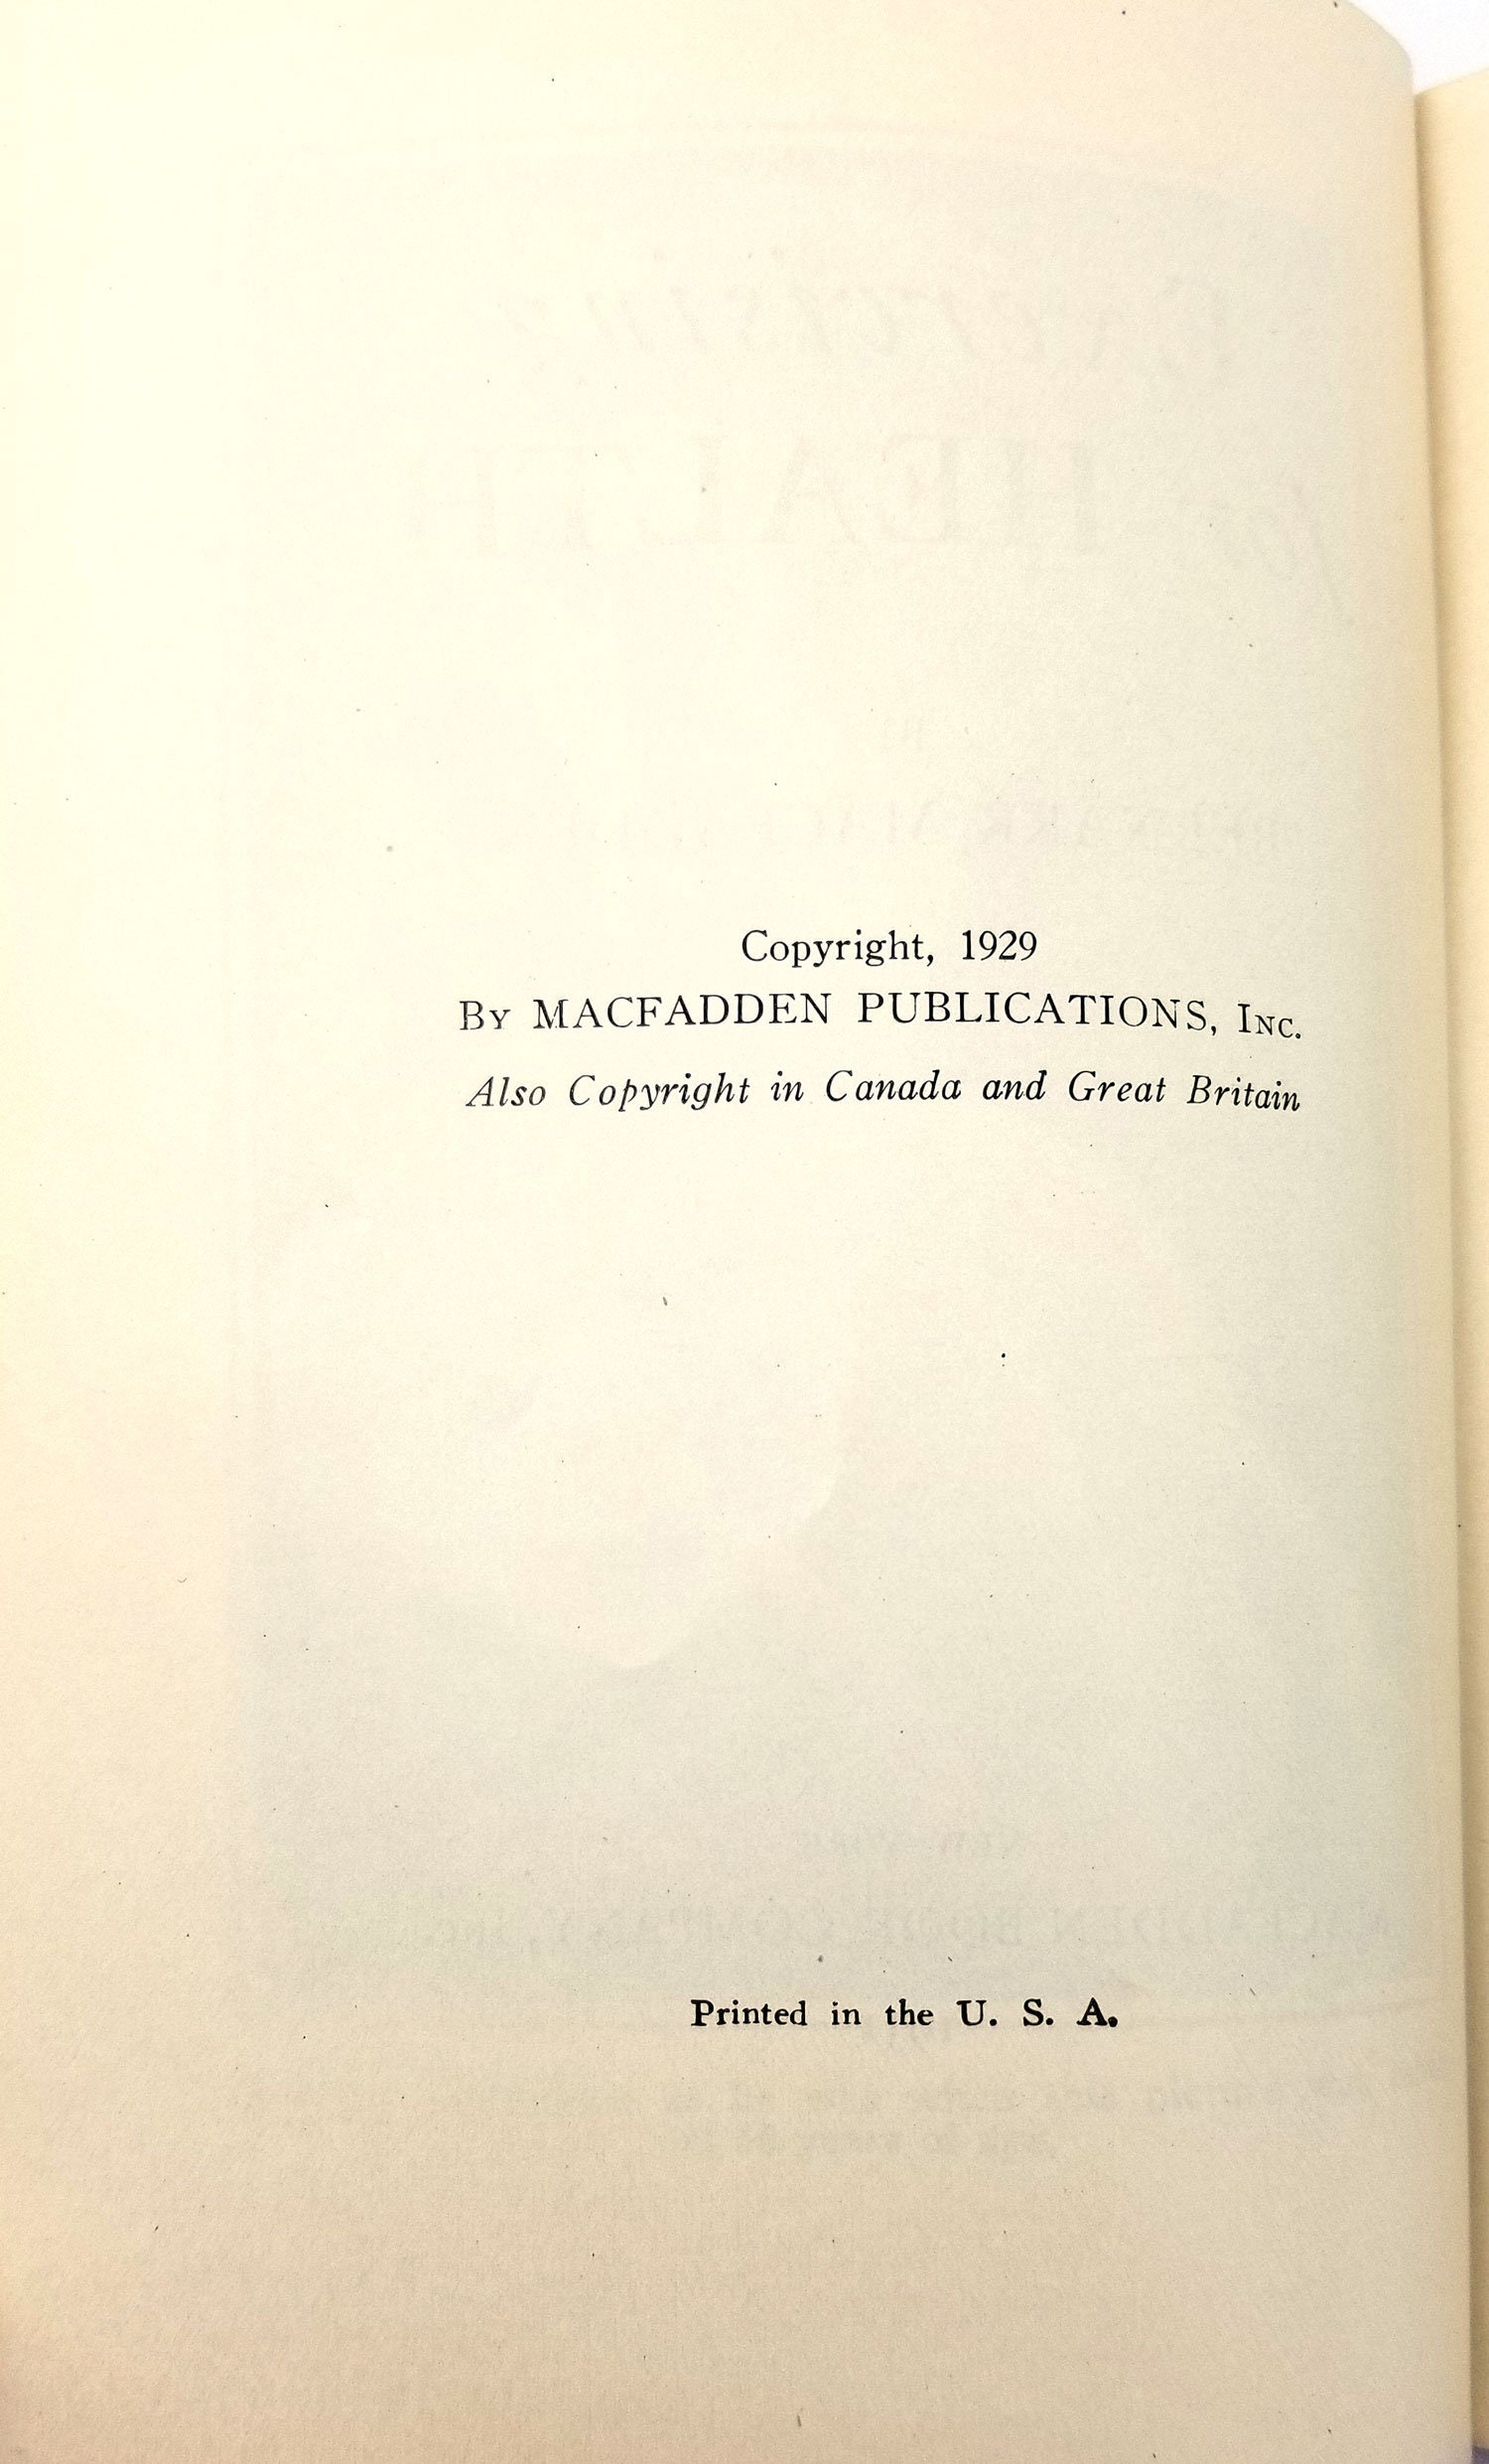 Copyright, 1929
By MACFADDEN PUBLICATIONS, Inc.
Also Copyright in Canada and Great Britain
Printed in the U. S. A.